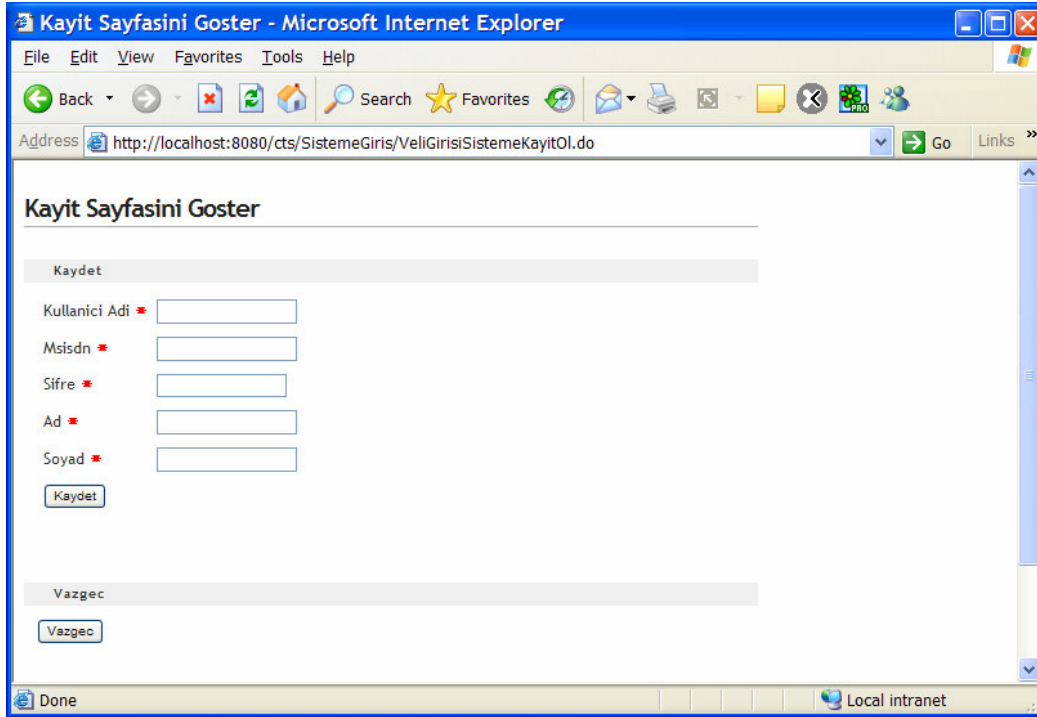 Kayit Sayfasini Goster - Microsoft Internet Explorer
File Edit View Favorites Tools Help
Back Search Favorites
Address http://localhost:8080/cts/SistemeGiris/VeliGirisiSistemeKayitOl.do Go Links »
Kayit Sayfasini Goster
Kaydet
Kullanici Adi *
Msisdn *
Sifre *
Ad *
Soyad *
Kaydet
Vazgec
Vazgec
Done Local intranet